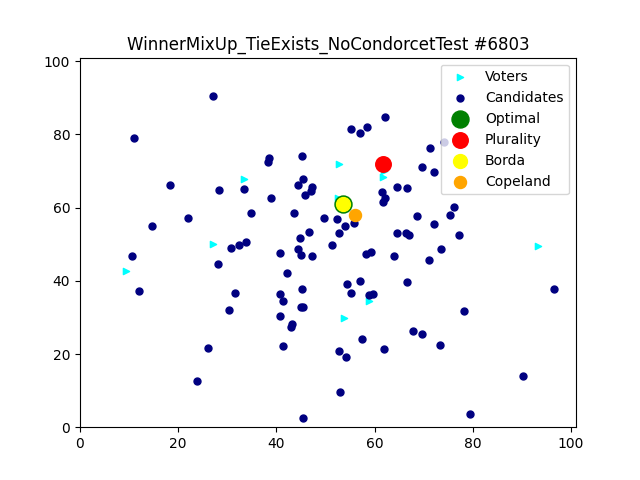 WinnerMixUp_TieExists_NoCondorcetTest #6803
Voters
Candidates
Optimal
Plurality
Borda
Copeland
100
80
60
40
20
0
0 20 40 60 80 100